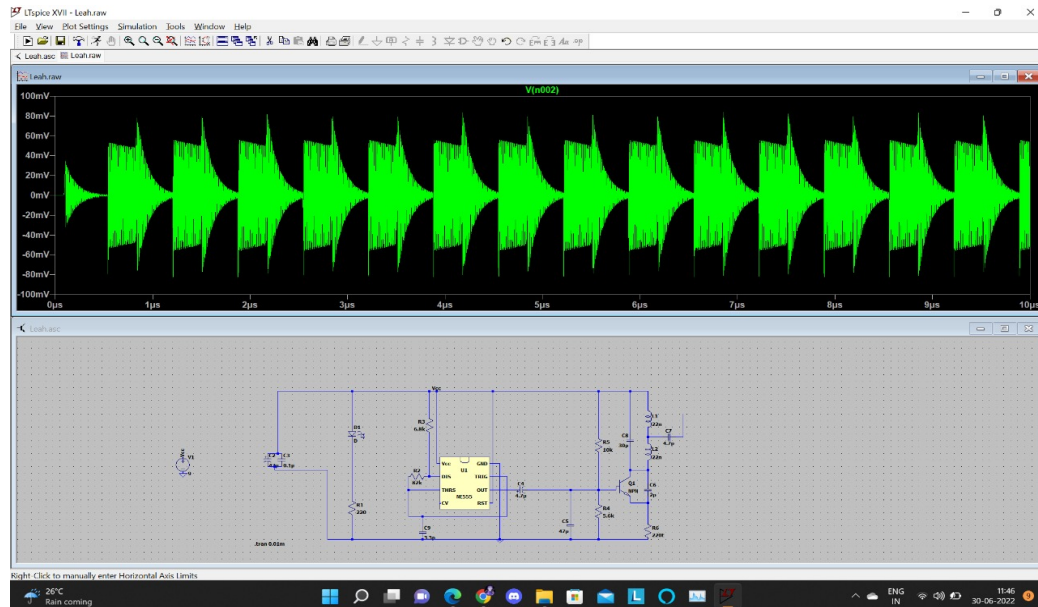 LTspice XVII - Leah.raw
File View Plot Settings Simulation Tools Window Help
Leah.asc Leah.raw
Leah.raw
V(n002)
100mV
80mV
60mV
40mV
20mV
0mV
-20mV
-40mV
-60mV
-80mV
-100mV
0µs 1µs 2µs 3µs 4µs 5µs 6µs 7µs 8µs 9µs 10µs
Leah.asc
Vcc
L1
22n
R3
6.8k
D1
D
C7
4.7p
C8
30p
R5
10k
L2
22n
Vcc
V1
C2 C3
0.1µ
Vcc GND
U1
R2
82k
DIS TRIG
THRS OUT
NE555
CV RST
C4
4.7µ
Q1
NPN
C6
R1
330
R4
5.6k
C5
47µ
C9
R6
.tran 0.01m
Right-Click to manually enter Horizontal Axis Limits
26°C
Rain coming
ENG
IN
11:46
30-06-2022